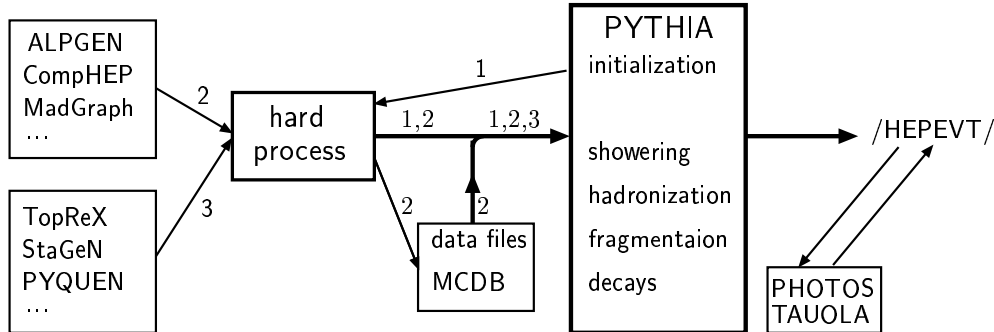 ALPGEN
CompHEP
MadGraph
...
2
TopReX
StaGeN
PYQUEN
...
3
hard
process
1
1,2
1,2,3
2
2
data files
MCDB
PYTHIA
initialization
showering
hadronization
fragmentaion
decays
/HEPEVT/
PHOTOS
TAUOLA